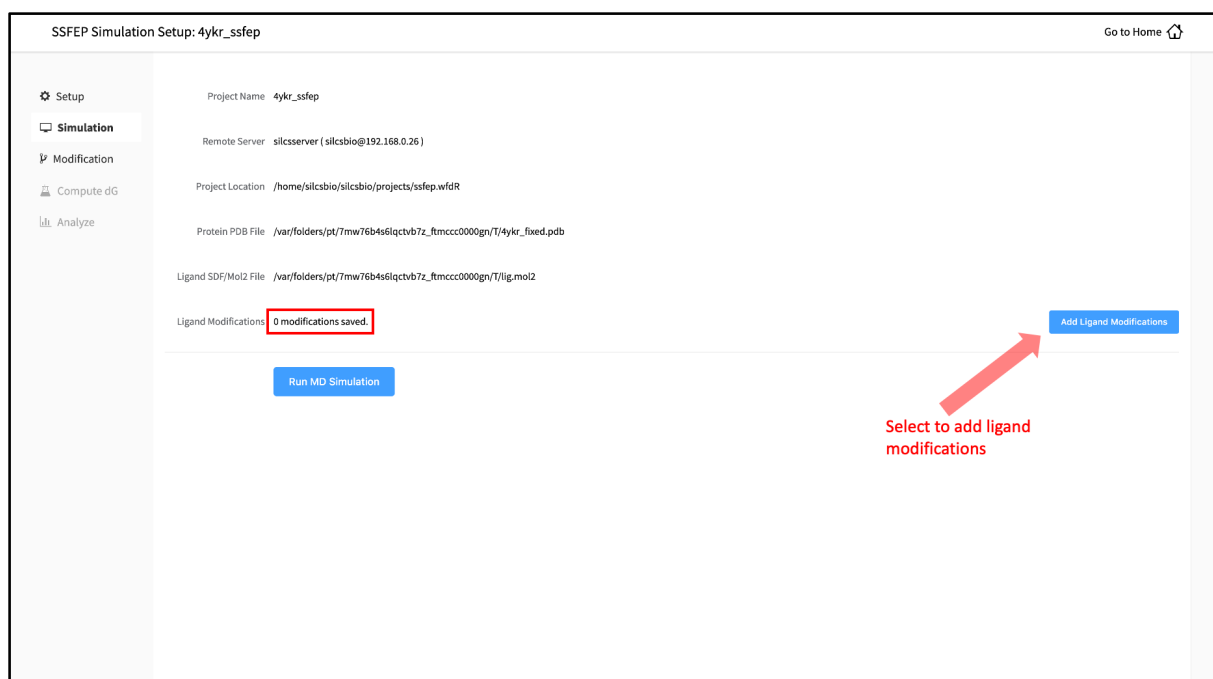 SSFEP Simulation Setup: 4ykr_ssfep
Go to Home
Setup
Simulation
Modification
Compute dG
Analyze
Project Name 4ykr_ssfep
Remote Server silcsserver ( silcsbio@192.168.0.26 )
Project Location /home/silcsbio/silcsbio/projects/ssfep.wfdR
Protein PDB File /var/folders/pt/7mw76b4s6lqctvb7z_ftmccc0000gn/T/4ykr_fixed.pdb
Ligand SDF/Mol2 File /var/folders/pt/7mw76b4s6lqctvb7z_ftmccc0000gn/T/lig.mol2
Ligand Modifications 0 modifications saved.
Add Ligand Modifications
Run MD Simulation
Select to add ligand
modifications